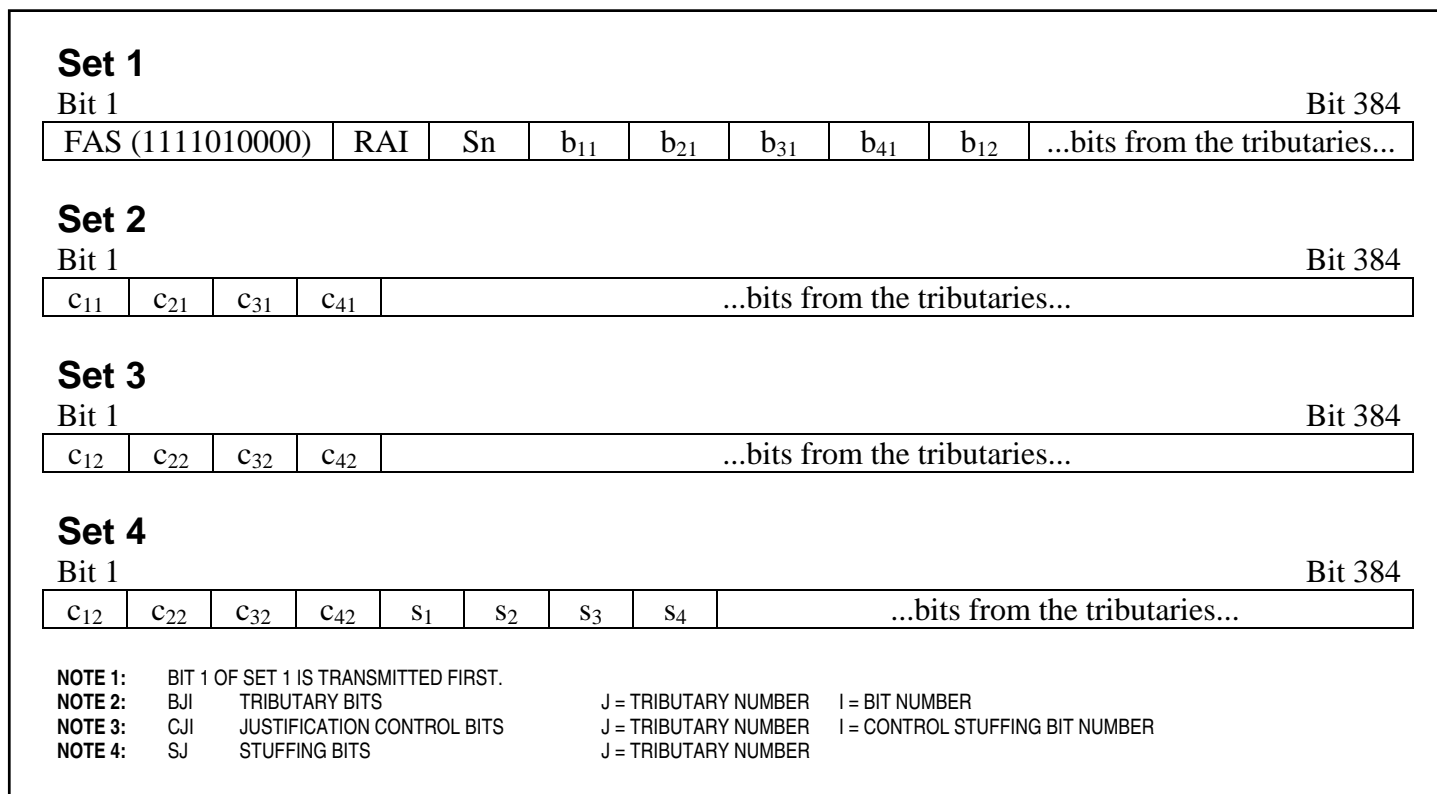 Set 1
Bit 1 Bit 384
FAS (1111010000) RAI Sn b₁₁ b₂₁ b₃₁ b₄₁ b₁₂ ...bits from the tributaries...
Set 2
Bit 1 Bit 384
c₁₁ c₂₁ c₃₁ c₄₁ ...bits from the tributaries...
Set 3
Bit 1 Bit 384
c₁₂ c₂₂ c₃₂ c₄₂ ...bits from the tributaries...
Set 4
Bit 1 Bit 384
c₁₂ c₂₂ c₃₂ c₄₂ s₁ s₂ s₃ s₄ ...bits from the tributaries...
NOTE 1: BIT 1 OF SET 1 IS TRANSMITTED FIRST.
NOTE 2: BJI TRIBUTARY BITS J = TRIBUTARY NUMBER I = BIT NUMBER
NOTE 3: CJI JUSTIFICATION CONTROL BITS J = TRIBUTARY NUMBER I = CONTROL STUFFING BIT NUMBER
NOTE 4: SJ STUFFING BITS J = TRIBUTARY NUMBER